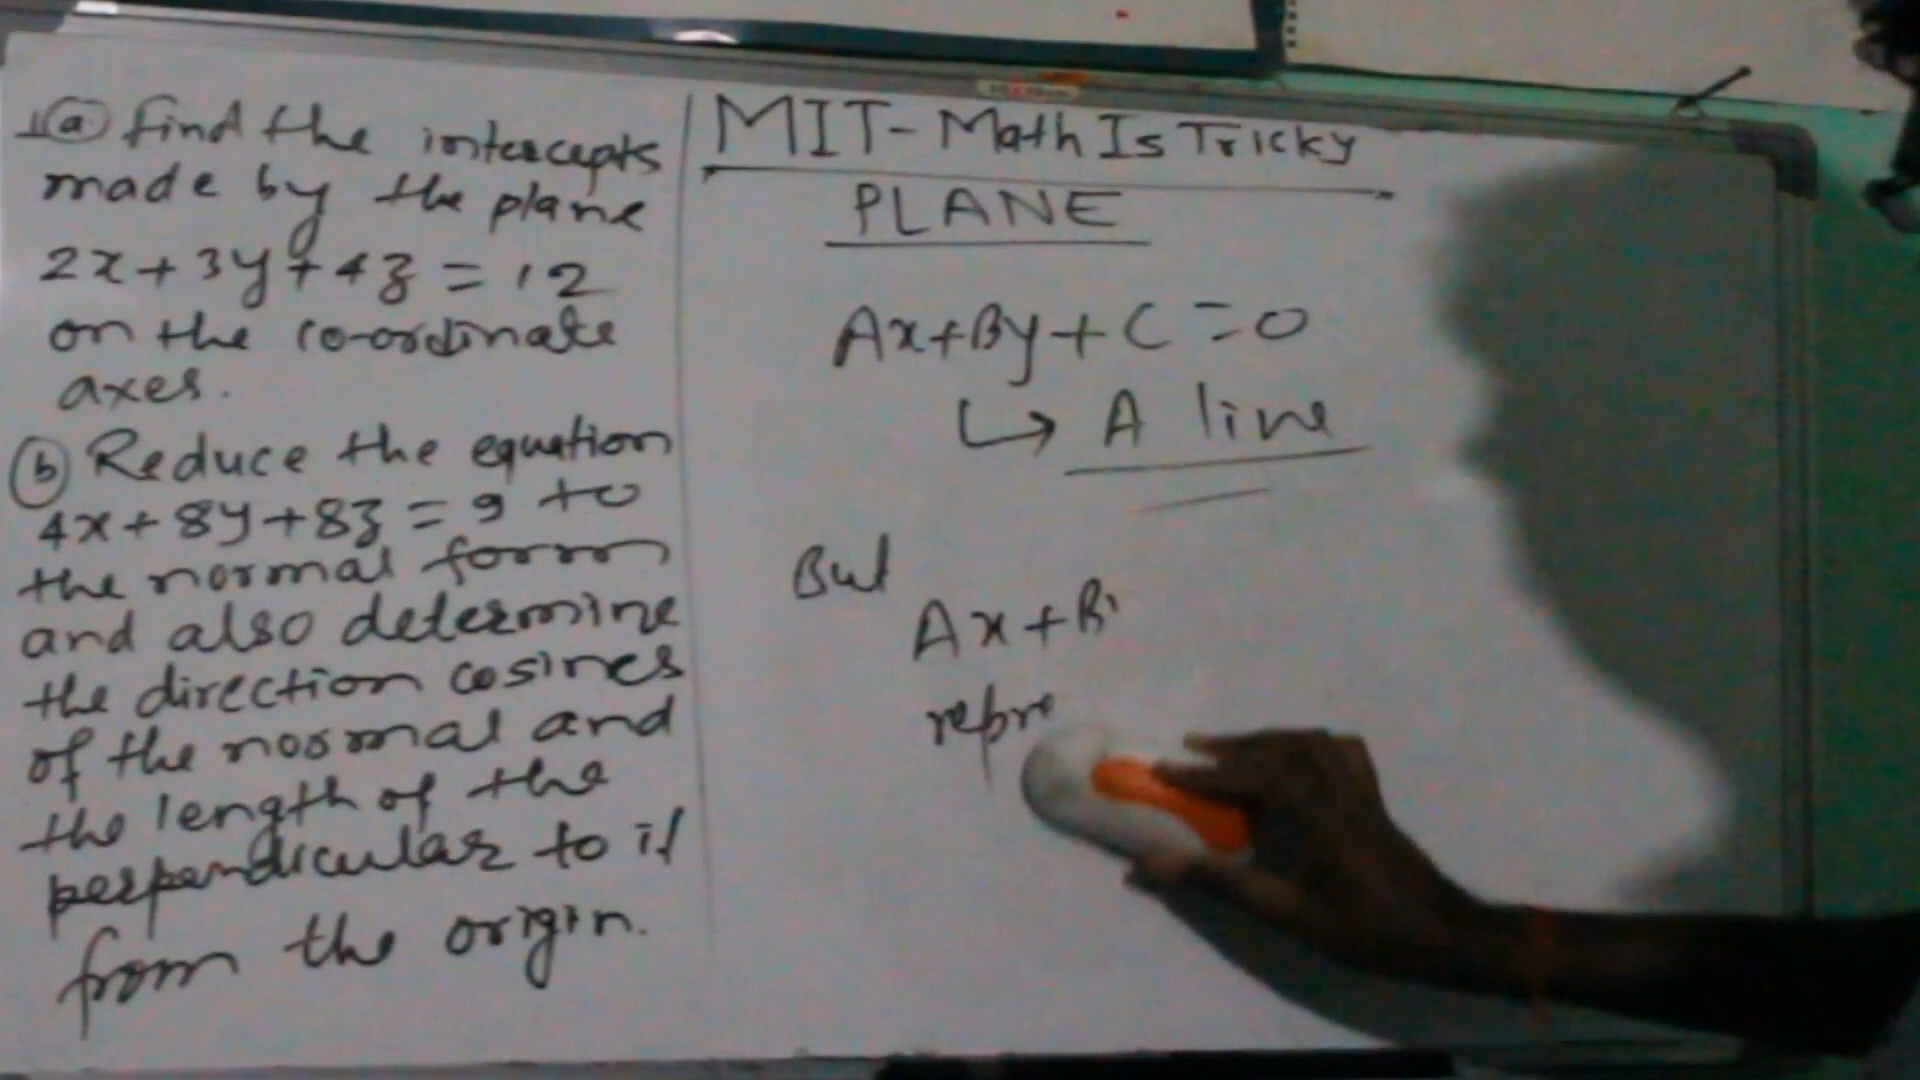 1 (a) find the intercepts
made by the plane
2x+3y+4z=12
on the co-ordinate
axes.
(b) Reduce the equation
4x+8y+8z=9 to
the normal form
and also determine
the direction cosines
of the normal and
the length of the
perpendicular to it
from the origin.
MIT-Math Is Tricky
PLANE
Ax+By+C=0
↳ A line
But
Ax+B
repre